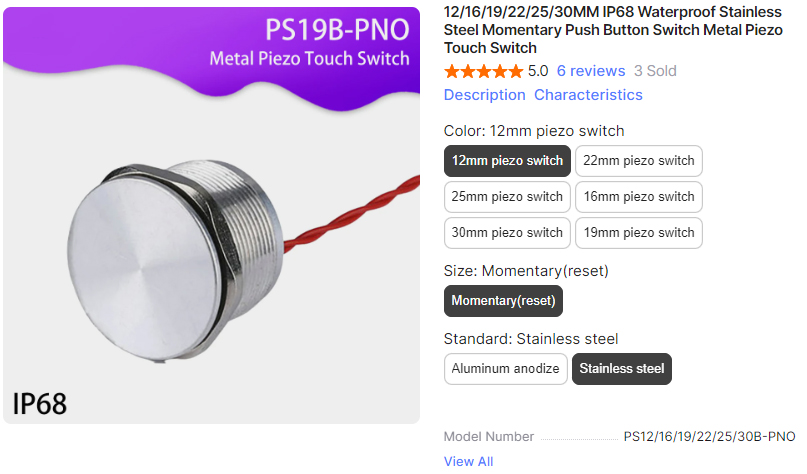 PS19B-PNO
Metal Piezo Touch Switch
IP68
12/16/19/22/25/30MM IP68 Waterproof Stainless
Steel Momentary Push Button Switch Metal Piezo
Touch Switch
5.0 6 reviews 3 Sold
Description Characteristics
Color: 12mm piezo switch
12mm piezo switch 22mm piezo switch
25mm piezo switch 16mm piezo switch
30mm piezo switch 19mm piezo switch
Size: Momentary(reset)
Momentary(reset)
Standard: Stainless steel
Aluminum anodize Stainless steel
Model Number PS12/16/19/22/25/30B-PNO
View All